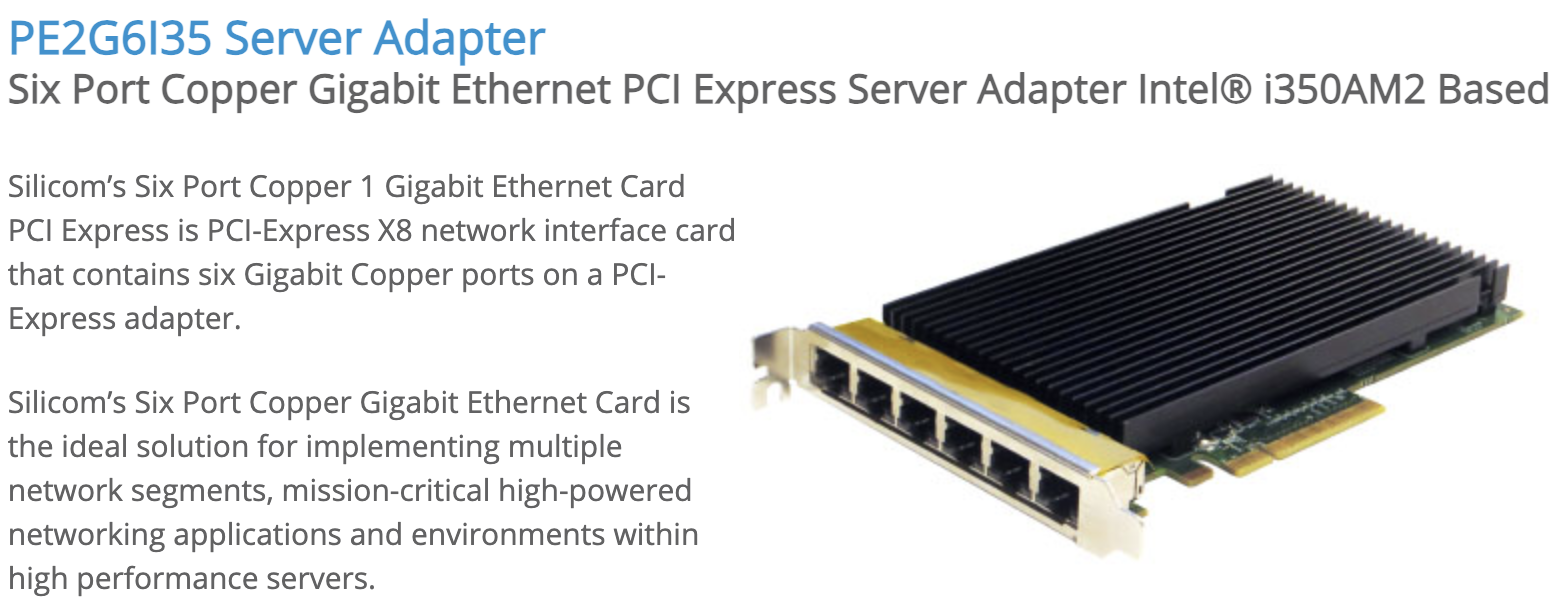 PE2G6I35 Server Adapter
Six Port Copper Gigabit Ethernet PCI Express Server Adapter Intel® i350AM2 Based
Silicom’s Six Port Copper 1 Gigabit Ethernet Card
PCI Express is PCI-Express X8 network interface card
that contains six Gigabit Copper ports on a PCI-
Express adapter.
Silicom’s Six Port Copper Gigabit Ethernet Card is
the ideal solution for implementing multiple
network segments, mission-critical high-powered
networking applications and environments within
high performance servers.